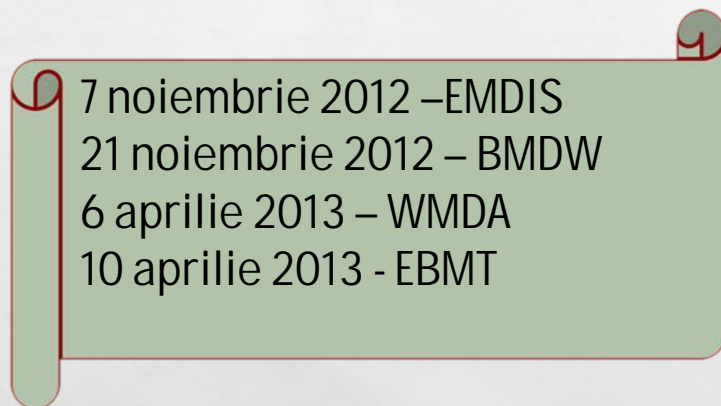 7 noiembrie 2012 –EMDIS
21 noiembrie 2012 – BMDW
6 aprilie 2013 – WMDA
10 aprilie 2013 - EBMT